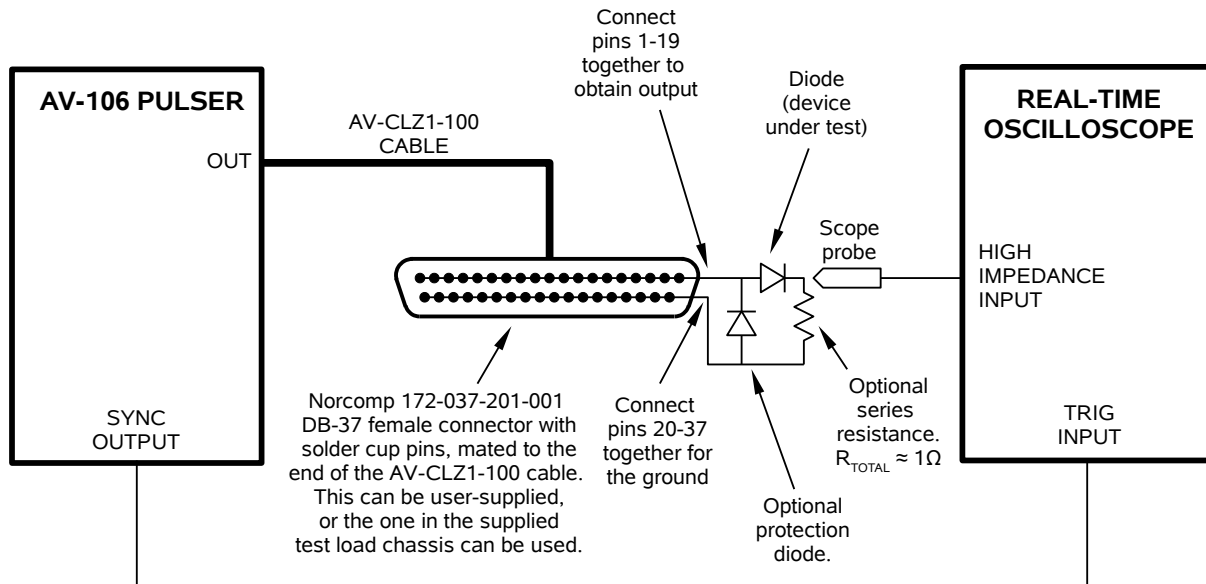 AV-106 PULSER
OUT
SYNC
OUTPUT
AV-CLZ1-100
CABLE
Connect
pins 1-19
together to
obtain output
Diode
(device
under test)
Scope
probe
REAL-TIME
OSCILLOSCOPE
HIGH
IMPEDANCE
INPUT
TRIG
INPUT
Norcomp 172-037-201-001
DB-37 female connector with
solder cup pins, mated to the
end of the AV-CLZ1-100 cable.
This can be user-supplied,
or the one in the supplied
test load chassis can be used.
Connect
pins 20-37
together for
the ground
Optional
protection
diode.
Optional
series
resistance.
R_TOTAL ≈ 1Ω